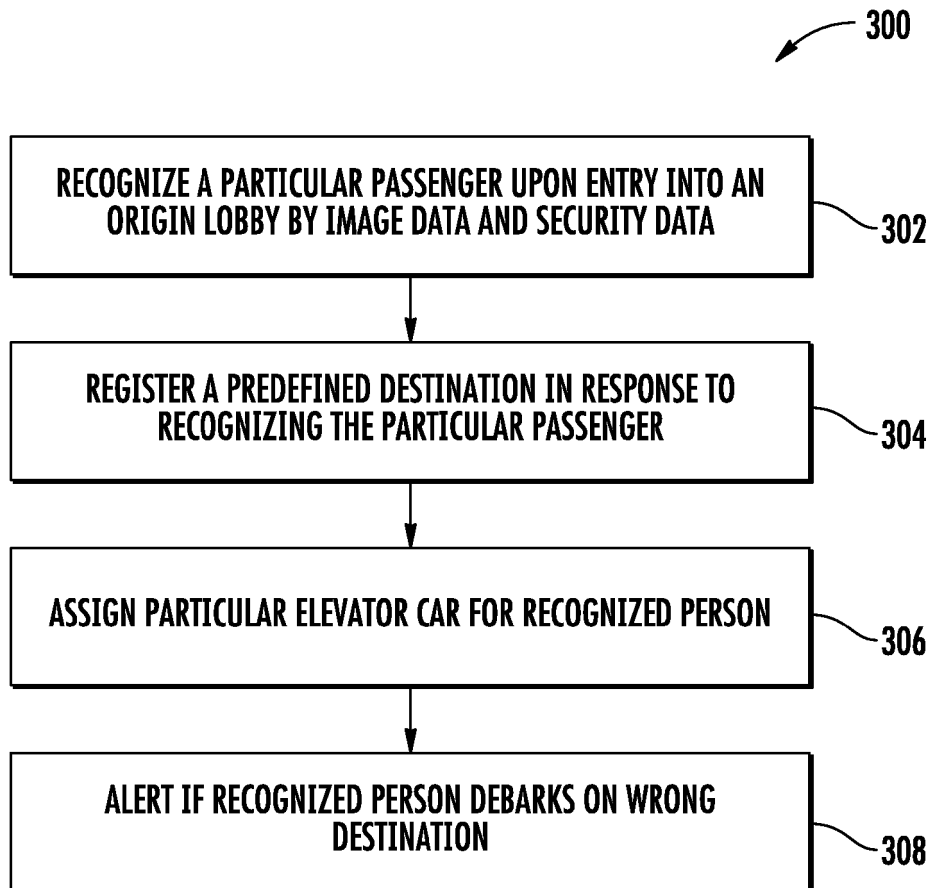 300
RECOGNIZE A PARTICULAR PASSENGER UPON ENTRY INTO AN
ORIGIN LOBBY BY IMAGE DATA AND SECURITY DATA
302
REGISTER A PREDEFINED DESTINATION IN RESPONSE TO
RECOGNIZING THE PARTICULAR PASSENGER
304
ASSIGN PARTICULAR ELEVATOR CAR FOR RECOGNIZED PERSON
306
ALERT IF RECOGNIZED PERSON DEBARKS ON WRONG
DESTINATION
308